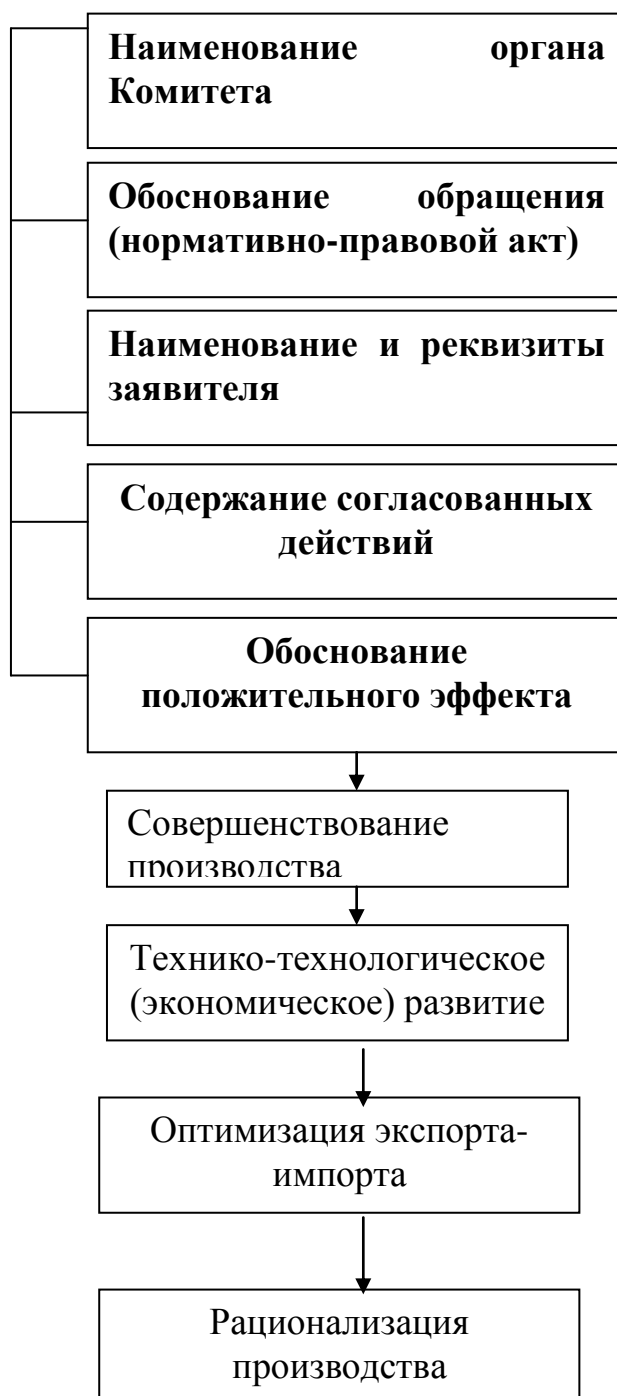 Наименование органа
Комитета
Обоснование обращения
(нормативно-правовой акт)
Наименование и реквизиты
заявителя
Содержание согласованных
действий
Обоснование
положительного эффекта
Совершенствование
производства
Технико-технологическое
(экономическое) развитие
Оптимизация экспорта-
импорта
Рационализация
производства